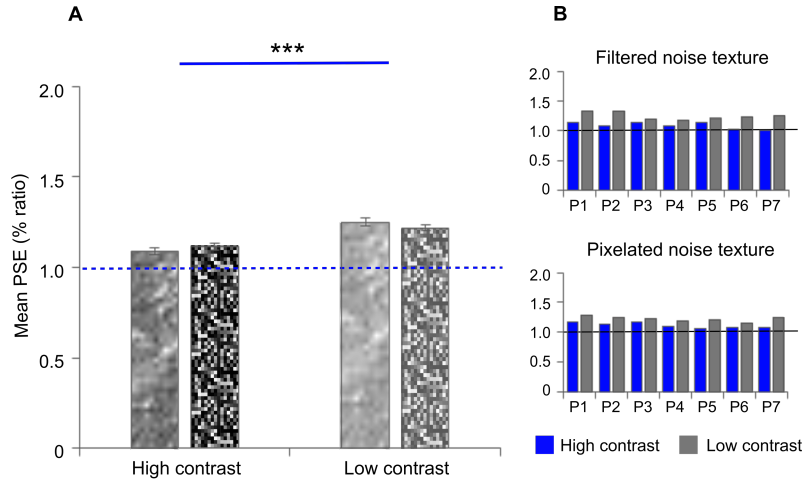 A
***
2.0
1.5
1.0
0.5
0
Mean PSE (% ratio)
High contrast
Low contrast
B
Filtered noise texture
2.0
1.5
1.0
0.5
0
P1 P2 P3 P4 P5 P6 P7
Pixelated noise texture
2.0
1.5
1.0
0.5
0
P1 P2 P3 P4 P5 P6 P7
High contrast
Low contrast